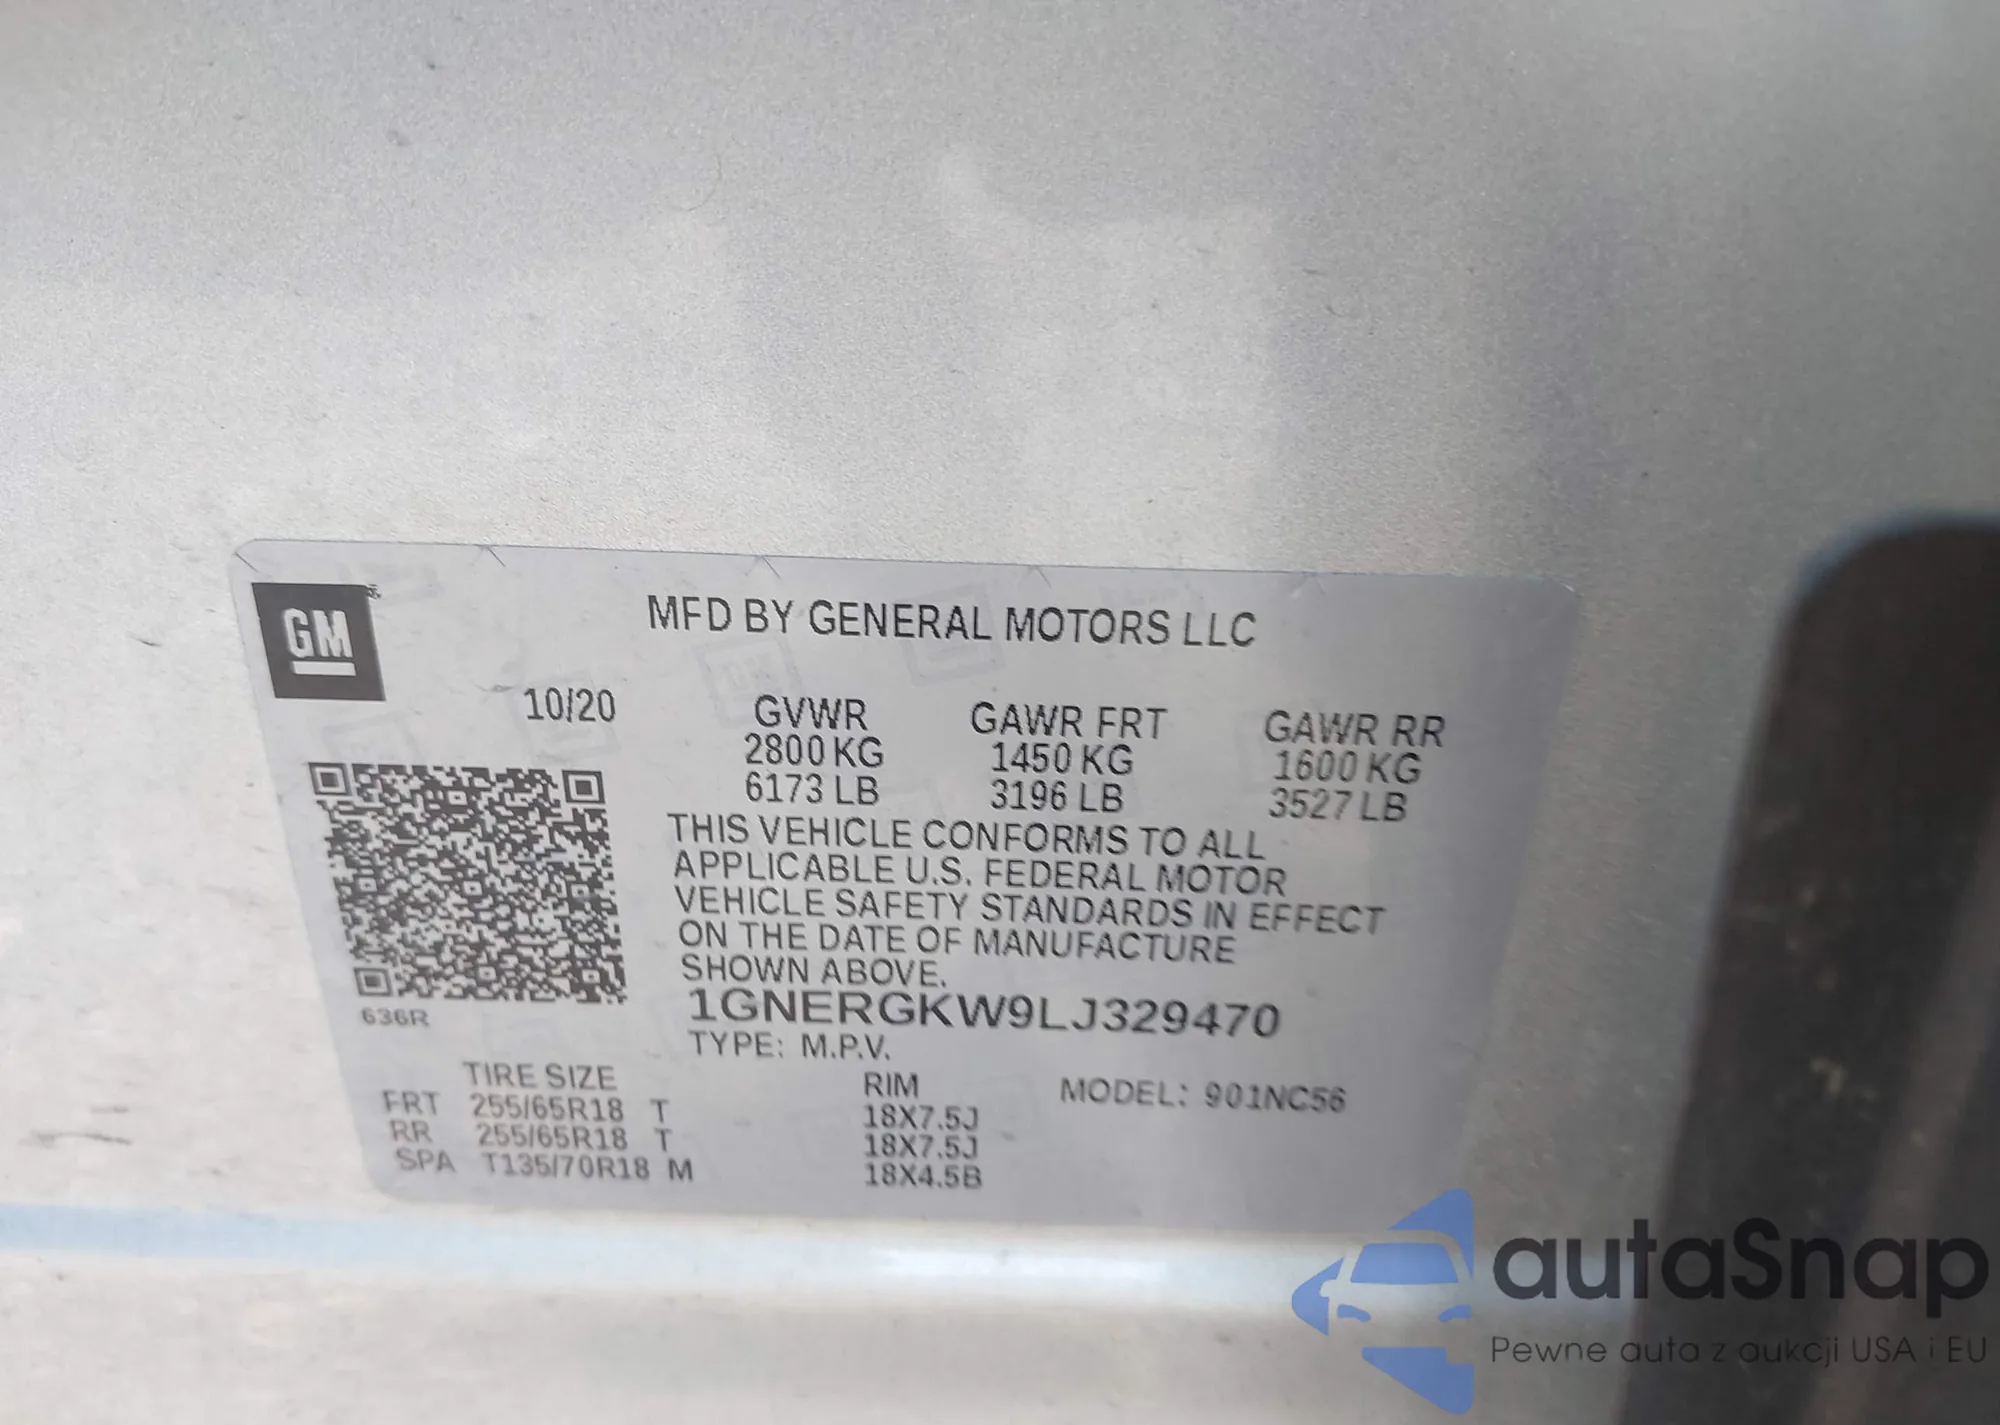 GM
MFD BY GENERAL MOTORS LLC
10/20
GVWR GAWR FRT GAWR RR
2800 KG 1450 KG 1600 KG
6173 LB 3196 LB 3527 LB
THIS VEHICLE CONFORMS TO ALL
APPLICABLE U.S. FEDERAL MOTOR
VEHICLE SAFETY STANDARDS IN EFFECT
ON THE DATE OF MANUFACTURE
SHOWN ABOVE.
1GNERGKW9LJ329470
636R
TYPE: M.P.V.
TIRE SIZE RIM MODEL: 901NC56
FRT 255/65R18 T 18X7.5J
RR 255/65R18 T 18X7.5J
SPA T135/70R18 M 18X4.5B
autaSnap
Pewne auta z aukcji USA i EU